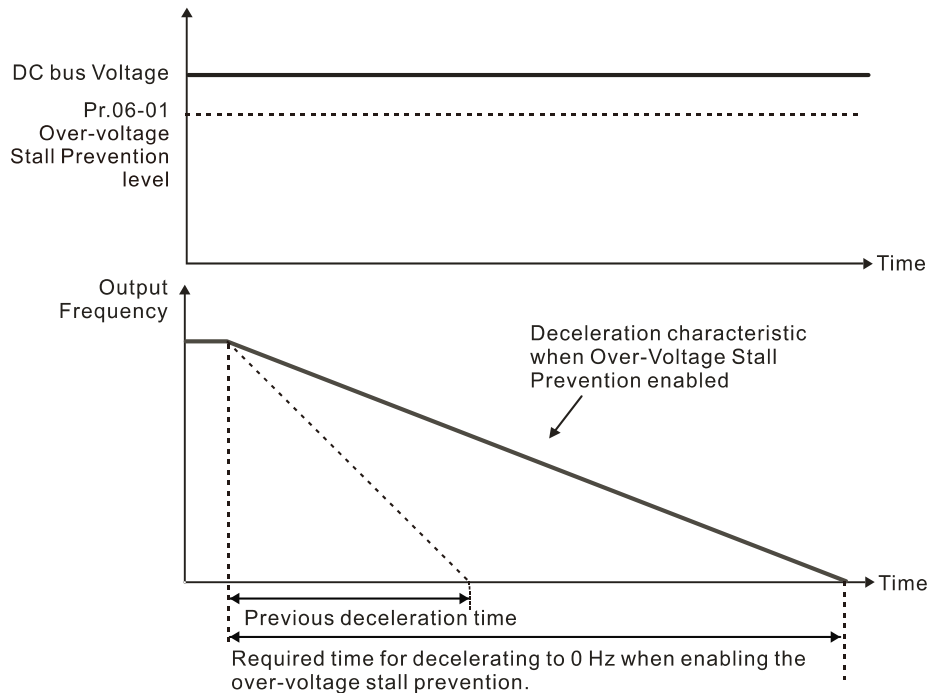 DC bus Voltage
Pr.06-01
Over-voltage
Stall Prevention
level
Time
Output
Frequency
Deceleration characteristic
when Over-Voltage Stall
Prevention enabled
Time
Previous deceleration time
Required time for decelerating to 0 Hz when enabling the
over-voltage stall prevention.